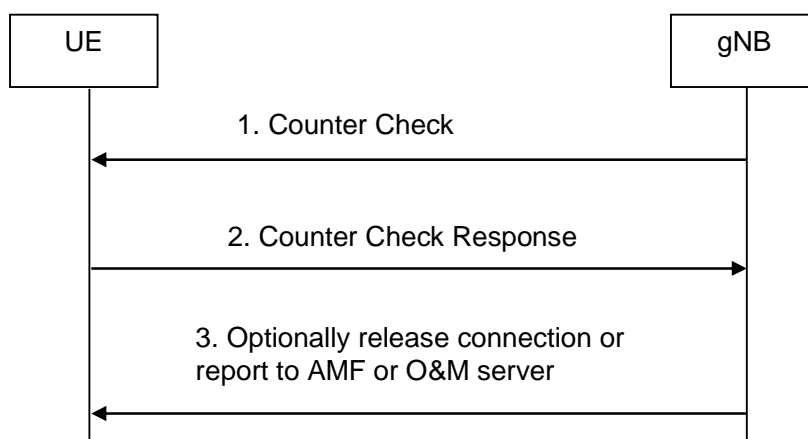 UE
gNB
1. Counter Check
2. Counter Check Response
3. Optionally release connection or
report to AMF or O&M server